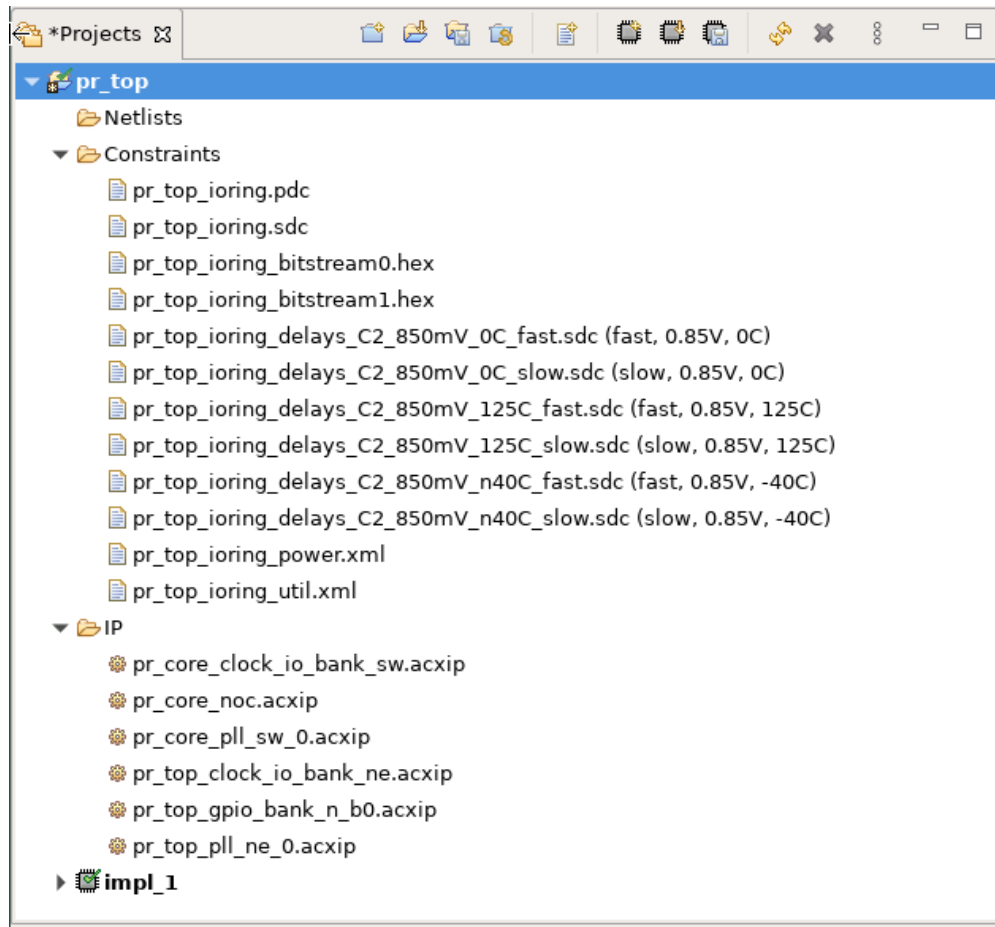 *Projects
pr_top
Netlists
Constraints
pr_top_ioring.pdc
pr_top_ioring.sdc
pr_top_ioring_bitstream0.hex
pr_top_ioring_bitstream1.hex
pr_top_ioring_delays_C2_850mV_0C_fast.sdc (fast, 0.85V, 0C)
pr_top_ioring_delays_C2_850mV_0C_slow.sdc (slow, 0.85V, 0C)
pr_top_ioring_delays_C2_850mV_125C_fast.sdc (fast, 0.85V, 125C)
pr_top_ioring_delays_C2_850mV_125C_slow.sdc (slow, 0.85V, 125C)
pr_top_ioring_delays_C2_850mV_n40C_fast.sdc (fast, 0.85V, -40C)
pr_top_ioring_delays_C2_850mV_n40C_slow.sdc (slow, 0.85V, -40C)
pr_top_ioring_power.xml
pr_top_ioring_util.xml
IP
pr_core_clock_io_bank_sw.acxip
pr_core_noc.acxip
pr_core_pll_sw_0.acxip
pr_top_clock_io_bank_ne.acxip
pr_top_gpio_bank_n_b0.acxip
pr_top_pll_ne_0.acxip
impl_1